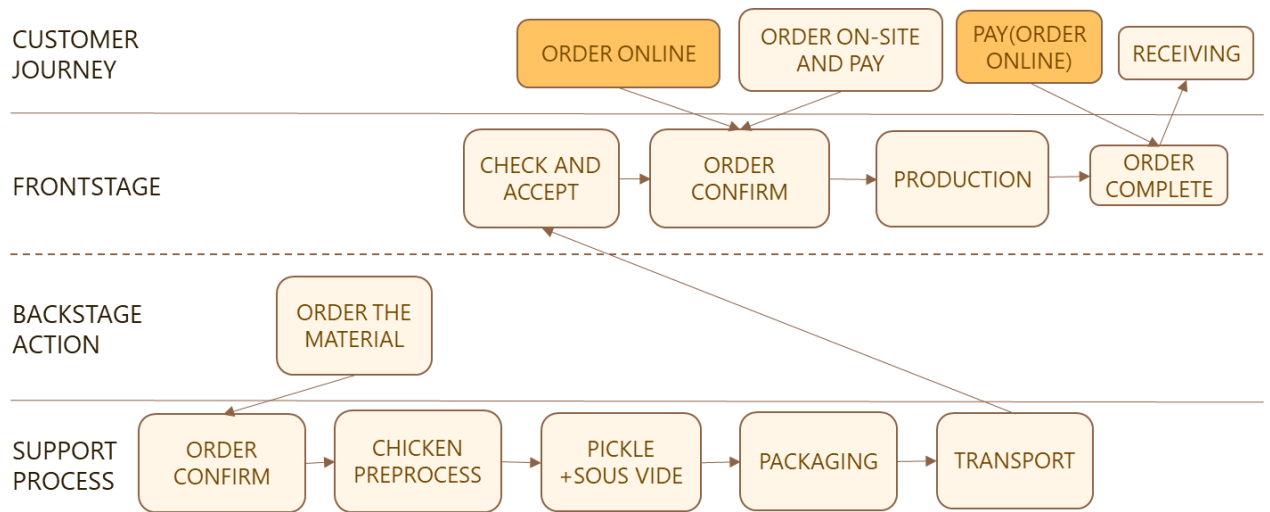 CUSTOMER
JOURNEY
ORDER ONLINE
ORDER ON-SITE
AND PAY
PAY(ORDER
ONLINE)
RECEIVING
FRONTSTAGE
CHECK AND
ACCEPT
ORDER
CONFIRM
PRODUCTION
ORDER
COMPLETE
BACKSTAGE
ACTION
ORDER THE
MATERIAL
SUPPORT
PROCESS
ORDER
CONFIRM
CHICKEN
PREPROCESS
PICKLE
+SOUS VIDE
PACKAGING
TRANSPORT